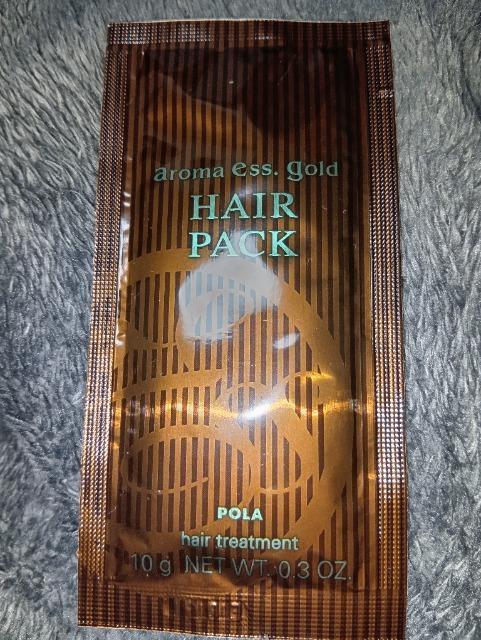 aroma ess. gold
HAIR
PACK
POLA
hair treatment
10 g NET WT. 0.3 OZ.